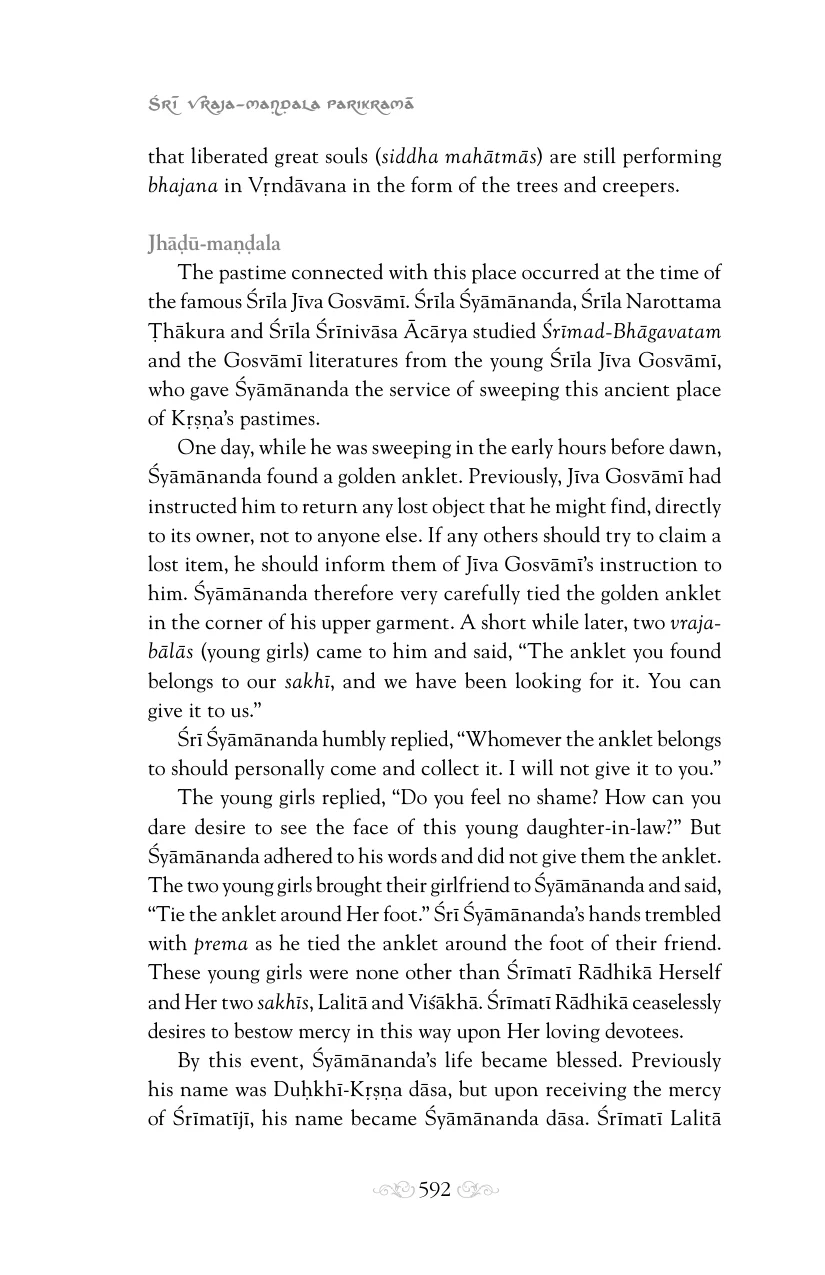 Śrī Vraja-maṇḍala Parikramā
that liberated great souls (siddha mahātmās) are still performing
bhajana in Vṛndāvana in the form of the trees and creepers.
Jhāḍū-maṇḍala
The pastime connected with this place occurred at the time of
the famous Śrīla Jīva Gosvāmī. Śrīla Śyāmānanda, Śrīla Narottama
Ṭhākura and Śrīla Śrīnivāsa Ācārya studied Śrīmad-Bhāgavatam
and the Gosvāmī literatures from the young Śrīla Jīva Gosvāmī,
who gave Śyāmānanda the service of sweeping this ancient place
of Kṛṣṇa’s pastimes.
One day, while he was sweeping in the early hours before dawn,
Śyāmānanda found a golden anklet. Previously, Jīva Gosvāmī had
instructed him to return any lost object that he might find, directly
to its owner, not to anyone else. If any others should try to claim a
lost item, he should inform them of Jīva Gosvāmī’s instruction to
him. Śyāmānanda therefore very carefully tied the golden anklet
in the corner of his upper garment. A short while later, two vraja-
bālās (young girls) came to him and said, “The anklet you found
belongs to our sakhī, and we have been looking for it. You can
give it to us.”
Śrī Śyāmānanda humbly replied, “Whomever the anklet belongs
to should personally come and collect it. I will not give it to you.”
The young girls replied, “Do you feel no shame? How can you
dare desire to see the face of this young daughter-in-law?” But
Śyāmānanda adhered to his words and did not give them the anklet.
The two young girls brought their girlfriend to Śyāmānanda and said,
“Tie the anklet around Her foot.” Śrī Śyāmānanda’s hands trembled
with prema as he tied the anklet around the foot of their friend.
These young girls were none other than Śrīmatī Rādhikā Herself
and Her two sakhīs, Lalitā and Viśākhā. Śrīmatī Rādhikā ceaselessly
desires to bestow mercy in this way upon Her loving devotees.
By this event, Śyāmānanda’s life became blessed. Previously
his name was Duḥkhī-Kṛṣṇa dāsa, but upon receiving the mercy
of Śrīmatījī, his name became Śyāmānanda dāsa. Śrīmatī Lalitā
592